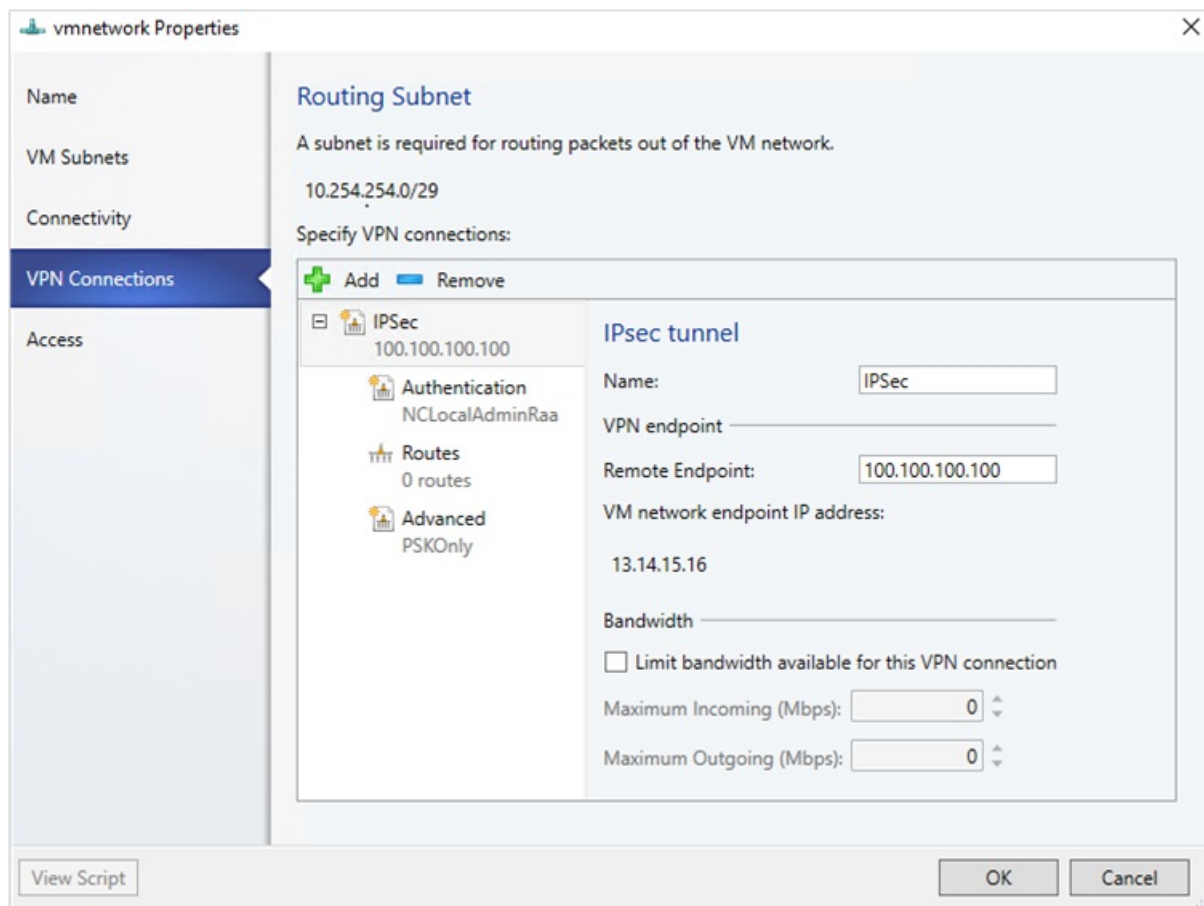 vmnetwork Properties
Name
VM Subnets
Connectivity
VPN Connections
Access
Routing Subnet
A subnet is required for routing packets out of the VM network.
10.254.254.0/29
Specify VPN connections:
Add Remove
IPSec
100.100.100.100
Authentication
NCLocalAdminRaa
Routes
0 routes
Advanced
PSKOnly
IPsec tunnel
Name: IPSec
VPN endpoint
Remote Endpoint: 100.100.100.100
VM network endpoint IP address:
13.14.15.16
Bandwidth
Limit bandwidth available for this VPN connection
Maximum Incoming (Mbps): 0
Maximum Outgoing (Mbps): 0
View Script OK Cancel